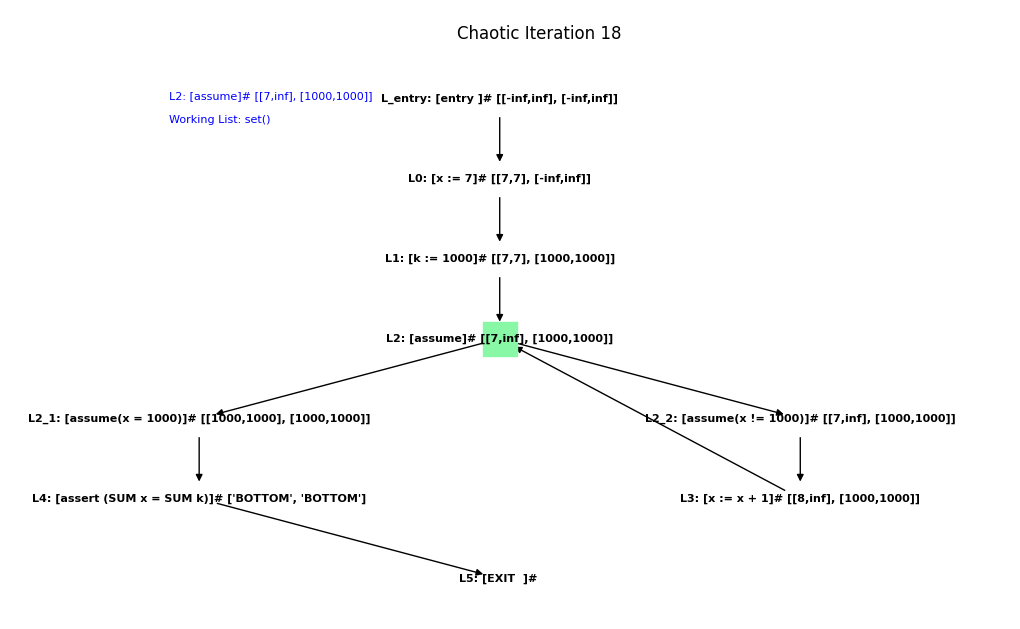 Chaotic Iteration 18
L2: [assume]# [[7,inf], [1000,1000]]
Working List: set()
L_entry: [entry ]# [[-inf,inf], [-inf,inf]]
L0: [x := 7]# [[7,7], [-inf,inf]]
L1: [k := 1000]# [[7,7], [1000,1000]]
L2: [assume]# [[7,inf], [1000,1000]]
L2_1: [assume(x = 1000)]# [[1000,1000], [1000,1000]]
L2_2: [assume(x != 1000)]# [[7,inf], [1000,1000]]
L4: [assert (SUM x = SUM k)]# ['BOTTOM', 'BOTTOM']
L3: [x := x + 1]# [[8,inf], [1000,1000]]
L5: [EXIT  ]#